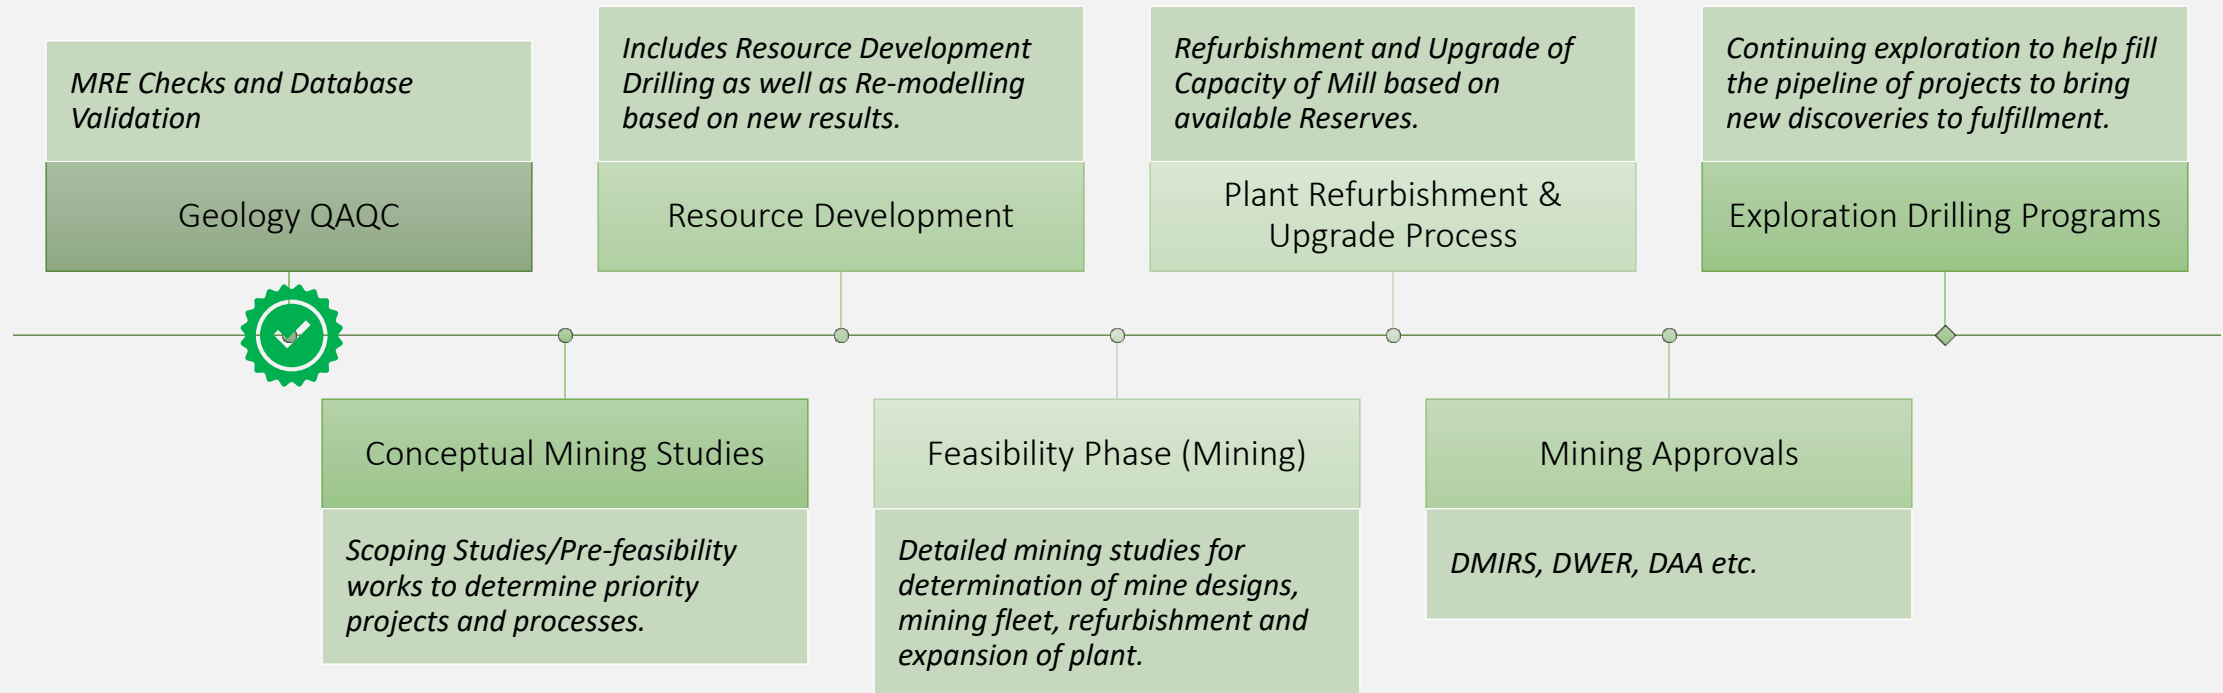 MRE Checks and Database
Validation
Geology QAQC
Includes Resource Development
Drilling as well as Re-modelling
based on new results.
Resource Development
Refurbishment and Upgrade of
Capacity of Mill based on
available Reserves.
Plant Refurbishment &
Upgrade Process
Continuing exploration to help fill
the pipeline of projects to bring
new discoveries to fulfillment.
Exploration Drilling Programs
Conceptual Mining Studies
Scoping Studies/Pre-feasibility
works to determine priority
projects and processes.
Feasibility Phase (Mining)
Detailed mining studies for
determination of mine designs,
mining fleet, refurbishment and
expansion of plant.
Mining Approvals
DMIRS, DWER, DAA etc.